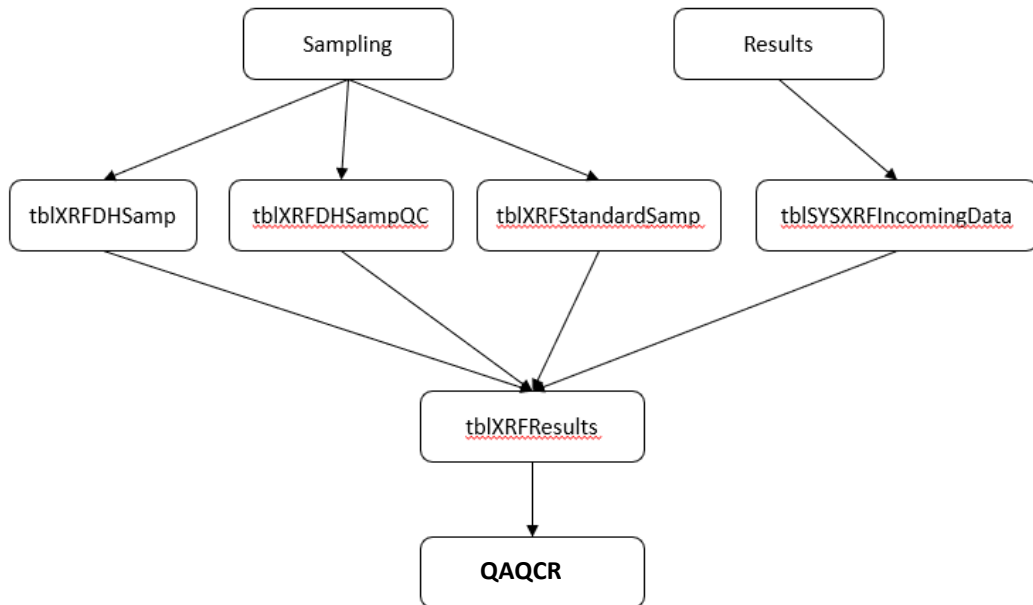 Sampling
Results
tblXRFDHSamp
tblXRFDHSampQC
tblXRFStandardSamp
tblSYSXRFIncomingData
tblXRFResults
QAQCR